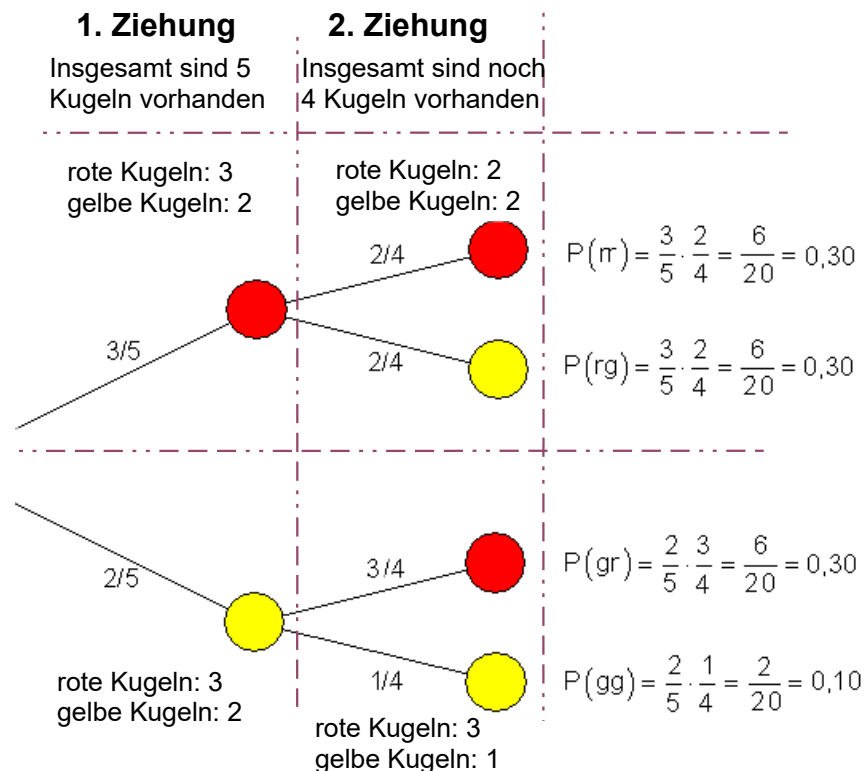 1. Ziehung
2. Ziehung
Insgesamt sind 5
Kugeln vorhanden
Insgesamt sind noch
4 Kugeln vorhanden
rote Kugeln: 3
gelbe Kugeln: 2
rote Kugeln: 2
gelbe Kugeln: 2
3/5
2/4
2/4
P(rr) = 3/5 · 2/4 = 6/20 = 0,30
P(rg) = 3/5 · 2/4 = 6/20 = 0,30
2/5
3/4
1/4
P(gr) = 2/5 · 3/4 = 6/20 = 0,30
P(gg) = 2/5 · 1/4 = 2/20 = 0,10
rote Kugeln: 3
gelbe Kugeln: 2
rote Kugeln: 3
gelbe Kugeln: 1